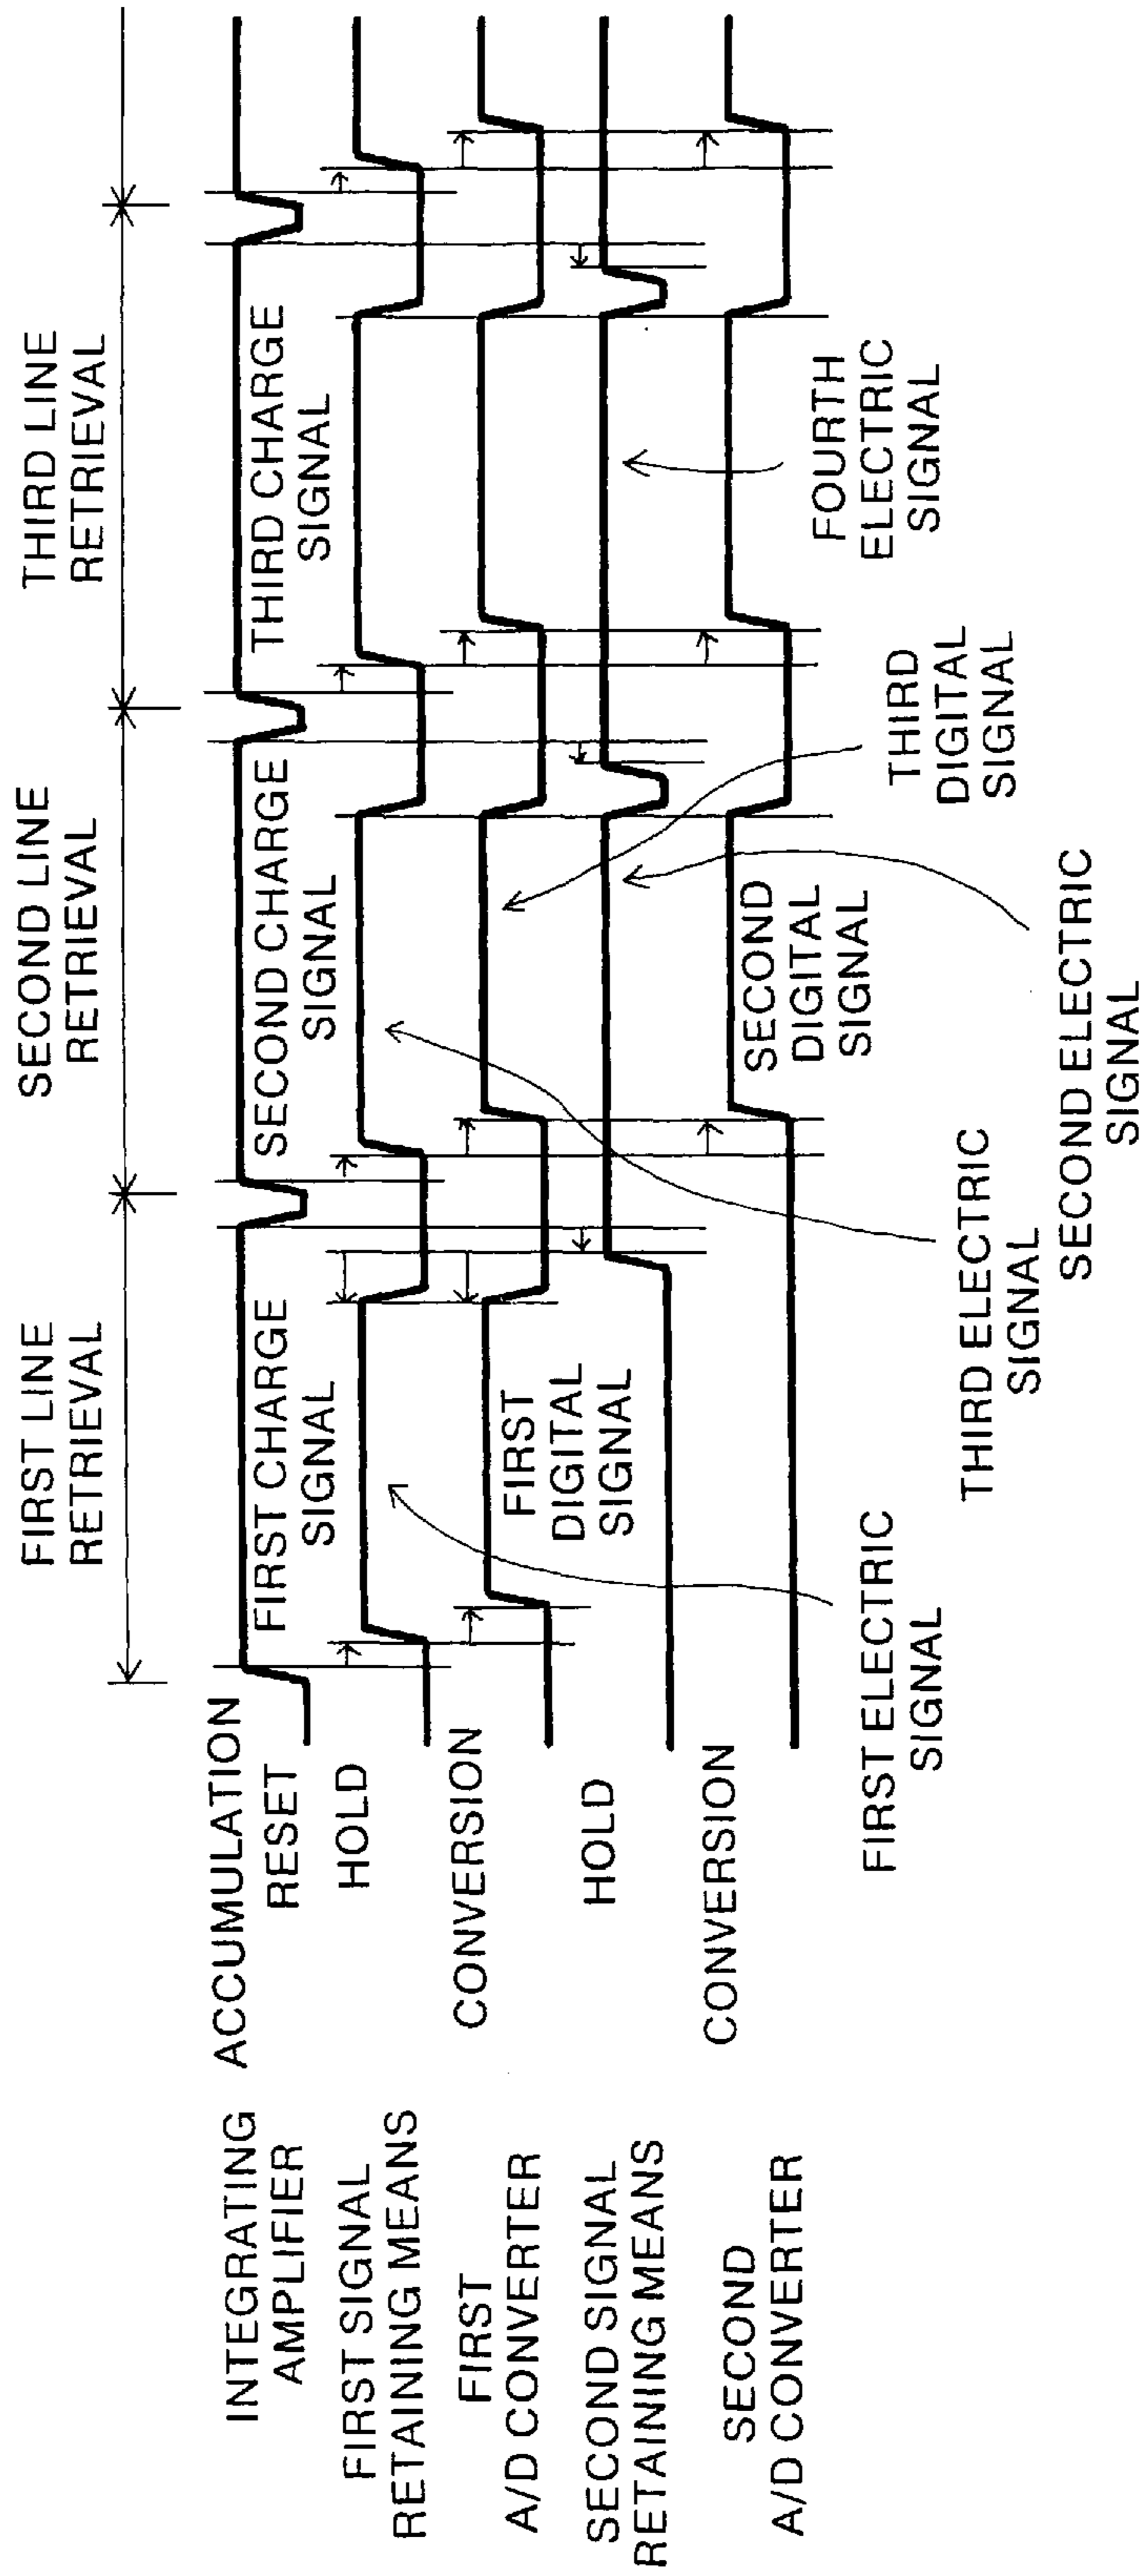 FIRST LINE
RETRIEVAL
SECOND LINE
RETRIEVAL
THIRD LINE
RETRIEVAL
INTEGRATING
AMPLIFIER
ACCUMULATION
RESET
FIRST CHARGE
SIGNAL
SECOND CHARGE
SIGNAL
THIRD CHARGE
SIGNAL
FIRST SIGNAL
RETAINING MEANS
HOLD
FIRST
A/D CONVERTER
CONVERSION
FIRST
DIGITAL
SIGNAL
SECOND SIGNAL
RETAINING MEANS
HOLD
SECOND
A/D CONVERTER
CONVERSION
SECOND
DIGITAL
SIGNAL
FIRST ELECTRIC
SIGNAL
THIRD ELECTRIC
SIGNAL
SECOND ELECTRIC
SIGNAL
THIRD
DIGITAL
SIGNAL
FOURTH
ELECTRIC
SIGNAL